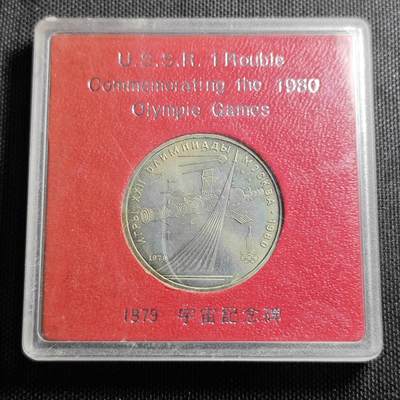 U.S.S.R. 1 Rouble
Commemorating the 1980
Olympic Games
ИГРЫ XXII ОЛИМПИАДЫ МОСКВА · 1980
1979
1979 宇宙記念碑